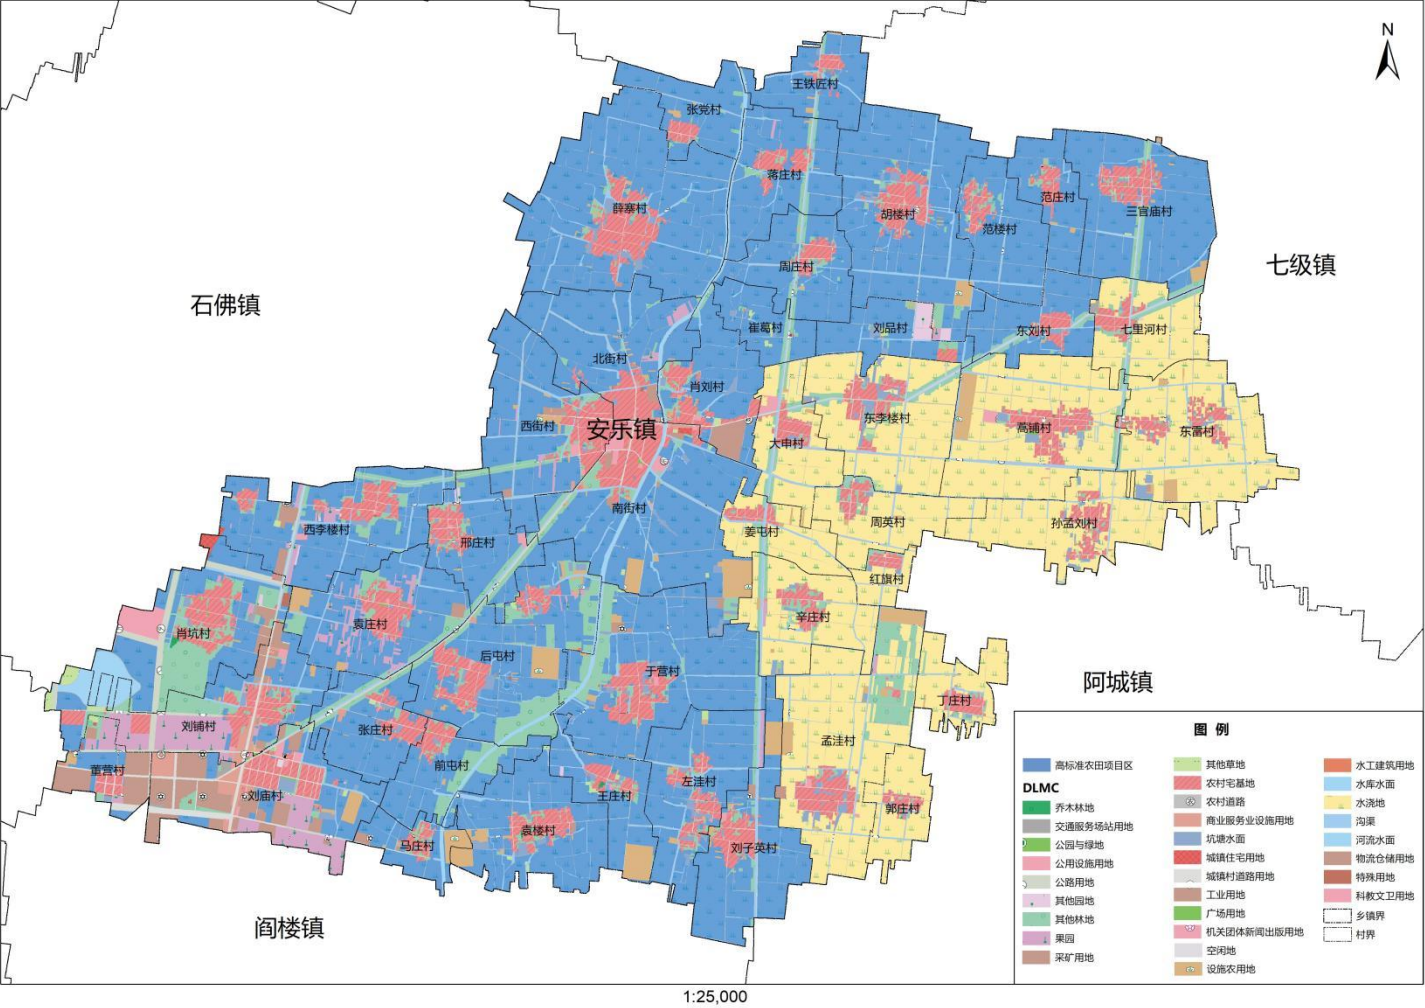 N
王铁匠村
张党村
蒋庄村
薛寨村
胡楼村
范庄村
范楼村
三官庙村
七级镇
周庄村
石佛镇
崔葛村
刘品村
东刘村
七里河村
北街村
肖刘村
西街村
安乐镇
大申村
东李楼村
高铺村
东雷村
南街村
姜屯村
周英村
孙孟刘村
西李楼村
邢庄村
红旗村
肖坑村
袁庄村
辛庄村
后屯村
于营村
阿城镇
丁庄村
刘铺村
张庄村
孟洼村
董营村
前屯村
刘庙村
王庄村
左洼村
郭庄村
马庄村
袁楼村
刘子英村
阎楼镇
图 例
高标准农田项目区
DLMC
乔木林地
交通服务场站用地
公园与绿地
公用设施用地
公路用地
其他园地
其他林地
果园
采矿用地
其他草地
农村宅基地
农村道路
商业服务业设施用地
坑塘水面
城镇住宅用地
城镇村道路用地
工业用地
广场用地
机关团体新闻出版用地
空闲地
设施农用地
水工建筑用地
水库水面
水浇地
沟渠
河流水面
物流仓储用地
特殊用地
科教文卫用地
乡镇界
村界
1:25,000